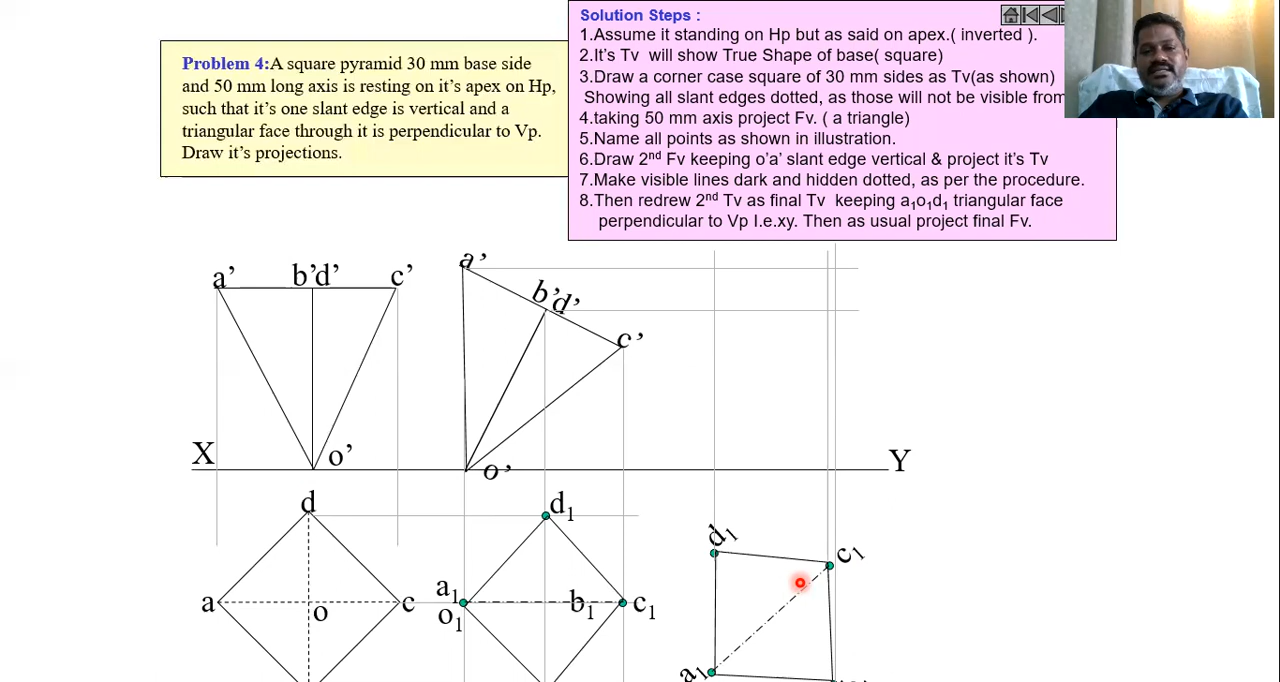 Problem 4:A square pyramid 30 mm base side
and 50 mm long axis is resting on it's apex on Hp,
such that it's one slant edge is vertical and a
triangular face through it is perpendicular to Vp.
Draw it's projections.
Solution Steps :
1.Assume it standing on Hp but as said on apex.( inverted ).
2.It's Tv will show True Shape of base( square)
3.Draw a corner case square of 30 mm sides as Tv(as shown)
Showing all slant edges dotted, as those will not be visible from
4.taking 50 mm axis project Fv. ( a triangle)
5.Name all points as shown in illustration.
6.Draw 2nd Fv keeping o'a' slant edge vertical & project it's Tv
7.Make visible lines dark and hidden dotted, as per the procedure.
8.Then redrew 2nd Tv as final Tv keeping a1o1d1 triangular face
perpendicular to Vp I.e.xy. Then as usual project final Fv.
a' b'd' c'
a'
b'd'
c'
X o' o' Y
d
d1
d1 c1
a o c
a1 b1 c1
o1
a1